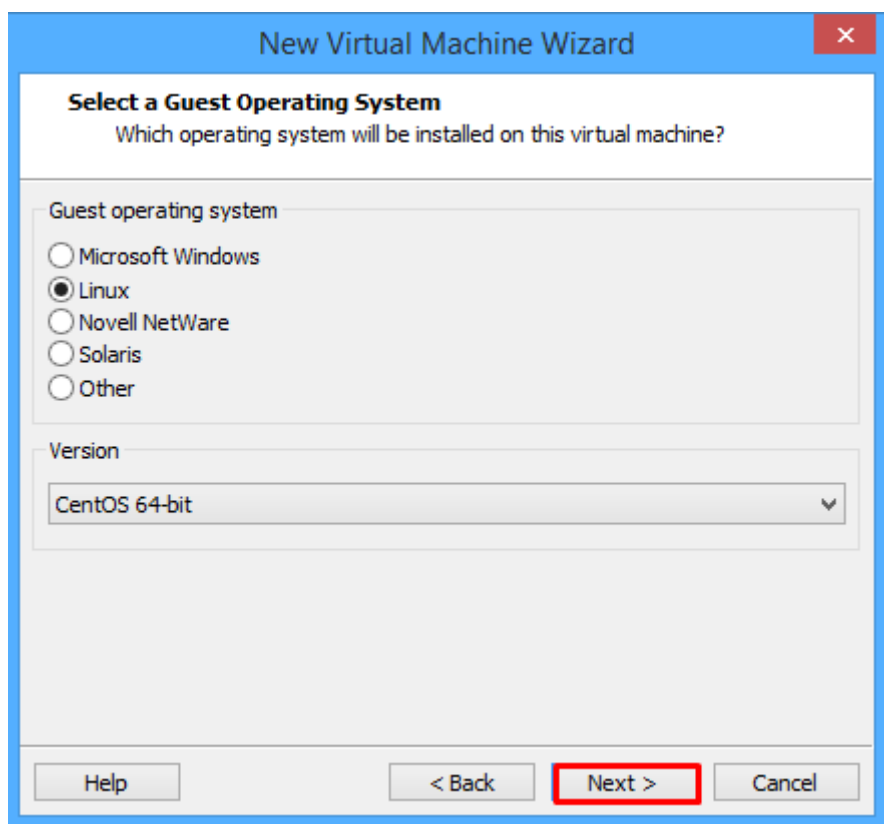 New Virtual Machine Wizard
Select a Guest Operating System
Which operating system will be installed on this virtual machine?
Guest operating system
Microsoft Windows
Linux
Novell NetWare
Solaris
Other
Version
CentOS 64-bit
Help
< Back
Next >
Cancel